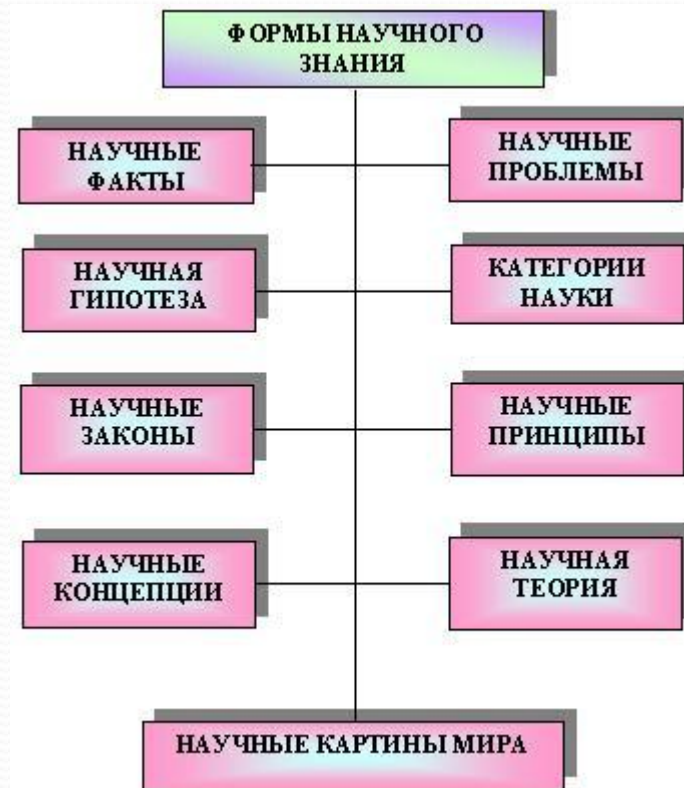 ФОРМЫ НАУЧНОГО
ЗНАНИЯ
НАУЧНЫЕ
ФАКТЫ
НАУЧНЫЕ
ПРОБЛЕМЫ
НАУЧНАЯ
ГИПОТЕЗА
КАТЕГОРИИ
НАУКИ
НАУЧНЫЕ
ЗАКОНЫ
НАУЧНЫЕ
ПРИНЦИПЫ
НАУЧНЫЕ
КОНЦЕПЦИИ
НАУЧНАЯ
ТЕОРИЯ
НАУЧНЫЕ КАРТИНЫ МИРА